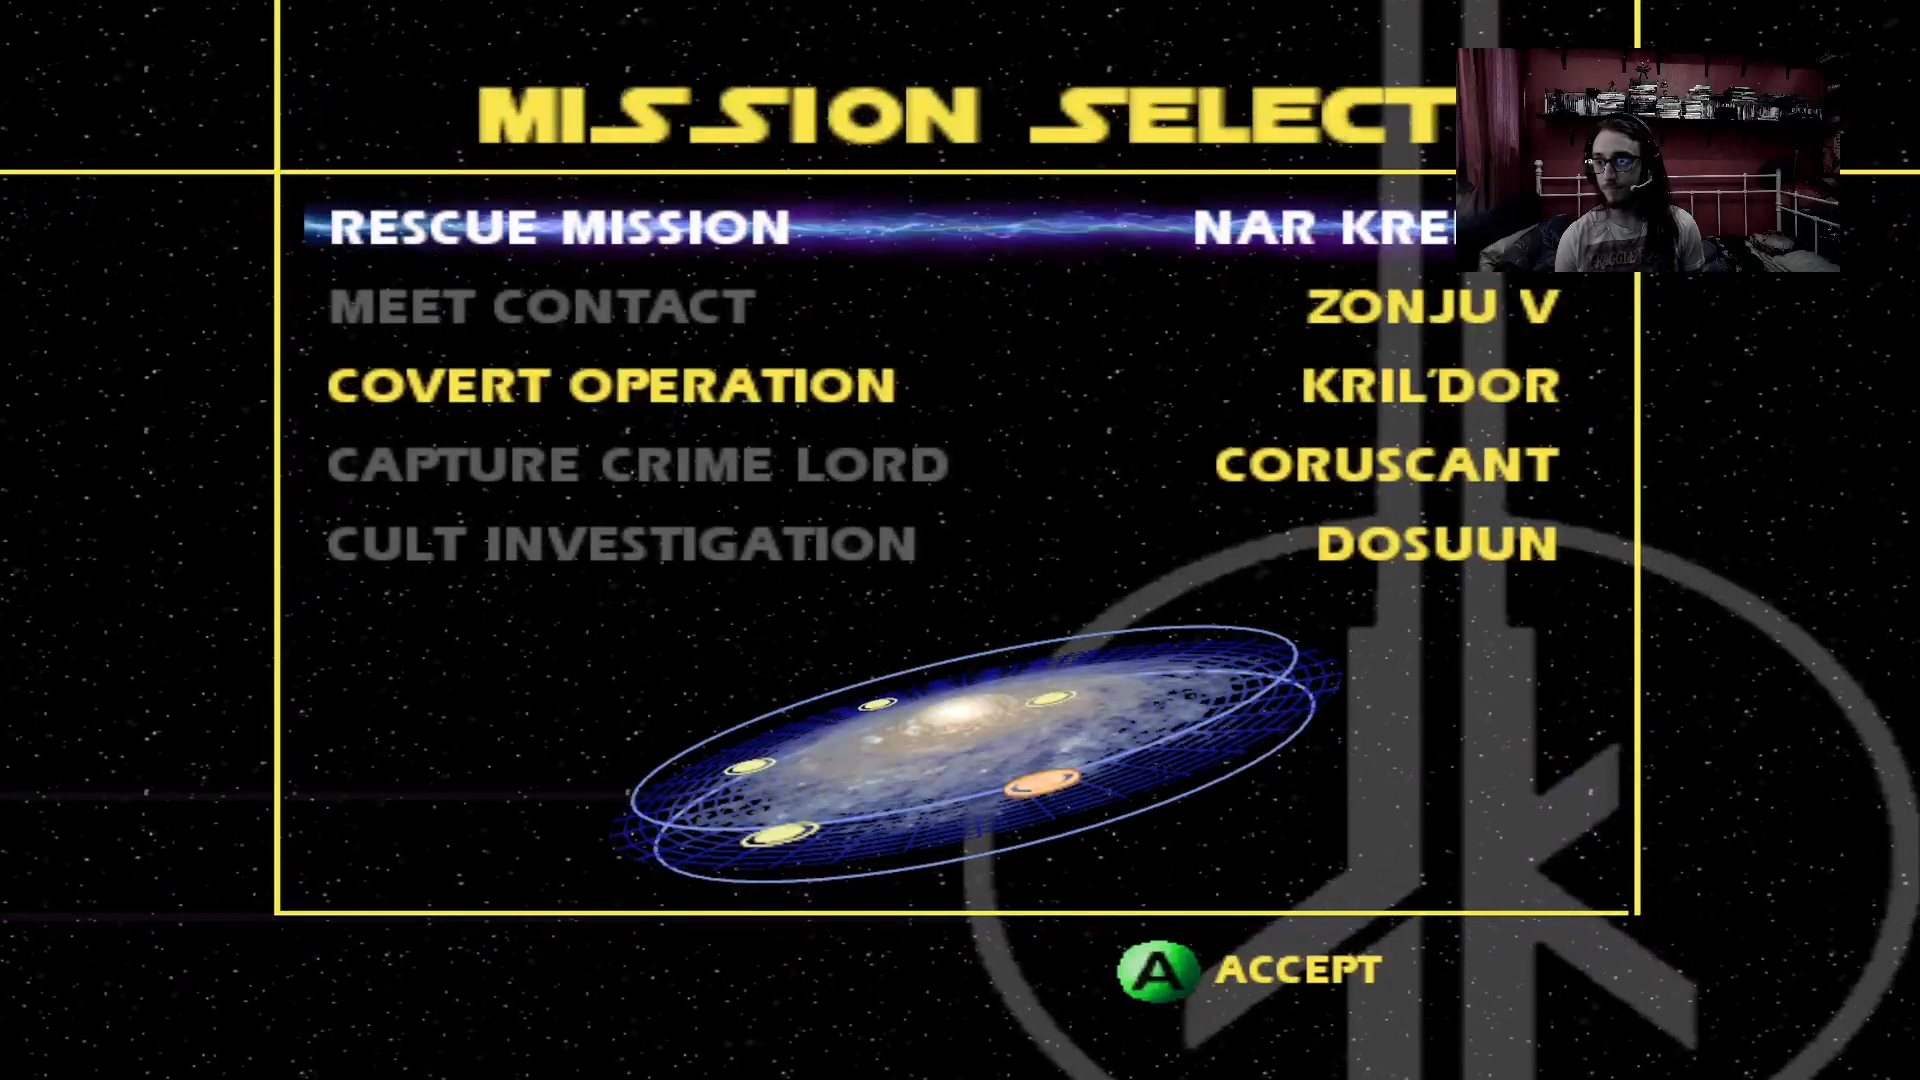 MISSION SELECT
RESCUE MISSION NAR KRE
MEET CONTACT ZONJU V
COVERT OPERATION KRIL'DOR
CAPTURE CRIME LORD CORUSCANT
CULT INVESTIGATION DOSUUN
A ACCEPT